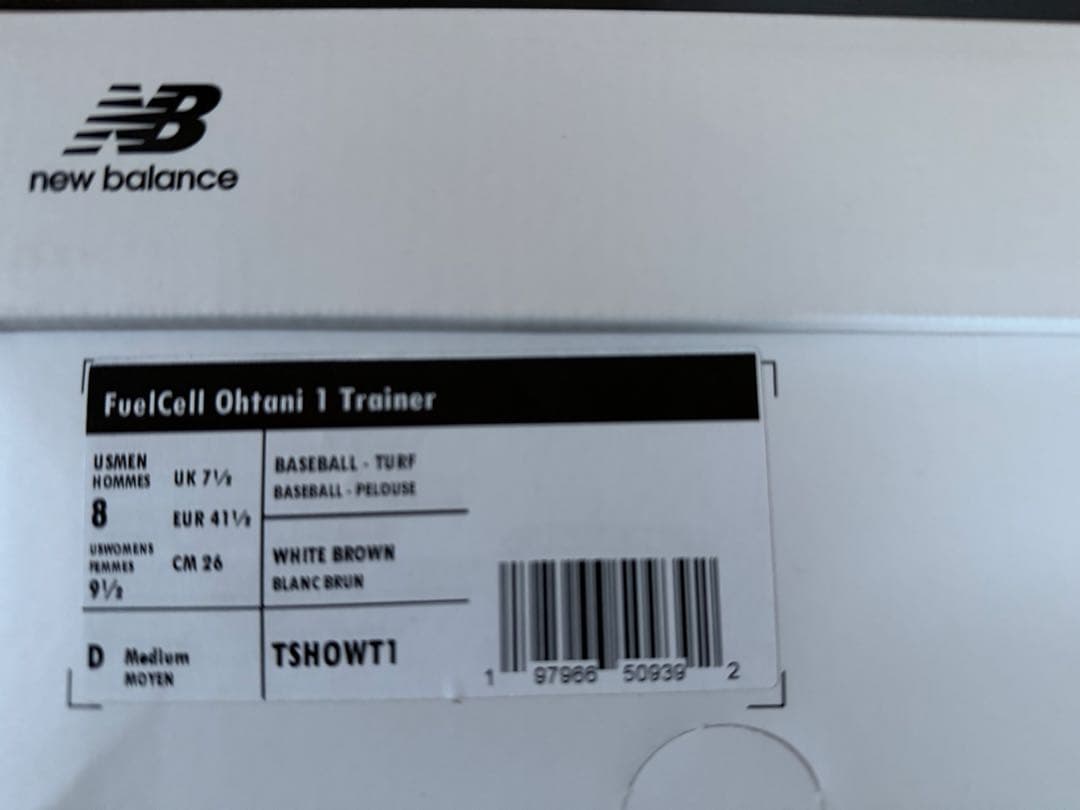 NB
new balance
FuelCell Ohtani 1 Trainer
USMEN
HOMMES
8
UK 7½
EUR 41½
USWOMENS
FEMMES
9½
CM 26
BASEBALL - TURF
BASEBALL - PELOUSE
WHITE BROWN
BLANC BRUN
D Medium
MOYEN
TSHOWT1
1 97966 50939 2